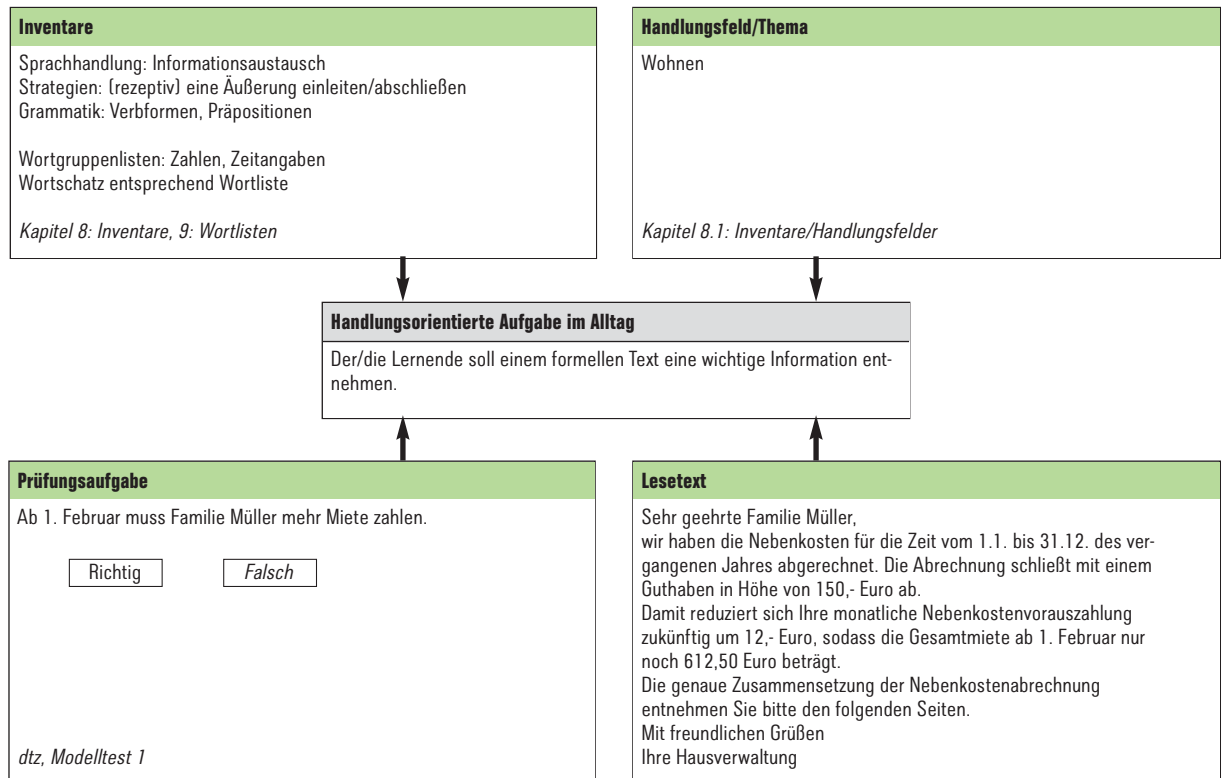 Inventare
Sprachhandlung: Informationsaustausch
Strategien: (rezeptiv) eine Äußerung einleiten/abschließen
Grammatik: Verbformen, Präpositionen
Wortgruppenlisten: Zahlen, Zeitangaben
Wortschatz entsprechend Wortliste
Kapitel 8: Inventare, 9: Wortlisten
Handlungsfeld/Thema
Wohnen
Kapitel 8.1: Inventare/Handlungsfelder
Handlungsorientierte Aufgabe im Alltag
Der/die Lernende soll einem formellen Text eine wichtige Information ent-
nehmen.
Prüfungsaufgabe
Ab 1. Februar muss Familie Müller mehr Miete zahlen.
Richtig Falsch
dtz, Modelltest 1
Lesetext
Sehr geehrte Familie Müller,
wir haben die Nebenkosten für die Zeit vom 1.1. bis 31.12. des ver-
gangenen Jahres abgerechnet. Die Abrechnung schließt mit einem
Guthaben in Höhe von 150,- Euro ab.
Damit reduziert sich Ihre monatliche Nebenkostenvorauszahlung
zukünftig um 12,- Euro, sodass die Gesamtmiete ab 1. Februar nur
noch 612,50 Euro beträgt.
Die genaue Zusammensetzung der Nebenkostenabrechnung
entnehmen Sie bitte den folgenden Seiten.
Mit freundlichen Grüßen
Ihre Hausverwaltung